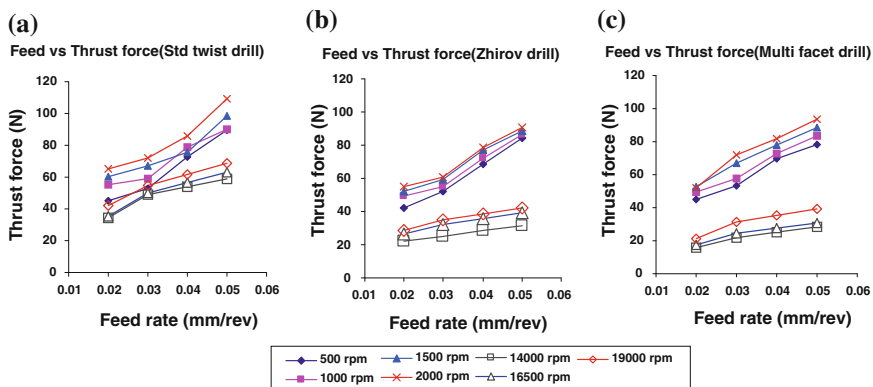 (a)
Feed vs Thrust force(Std twist drill)
120
100
80
60
40
20
0
0.01 0.02 0.03 0.04 0.05 0.06
Thrust force (N)
Feed rate (mm/rev)
(b)
Feed vs Thrust force(Zhirov drill)
120
100
80
60
40
20
0
0.01 0.02 0.03 0.04 0.05 0.06
Thrust force (N)
Feed rate (mm/rev)
(c)
Feed vs Thrust force(Multi facet drill)
120
100
80
60
40
20
0
0.01 0.02 0.03 0.04 0.05 0.06
Thrust force (N)
Feed rate (mm/rev)
500 rpm 1500 rpm 14000 rpm 19000 rpm
1000 rpm 2000 rpm 16500 rpm